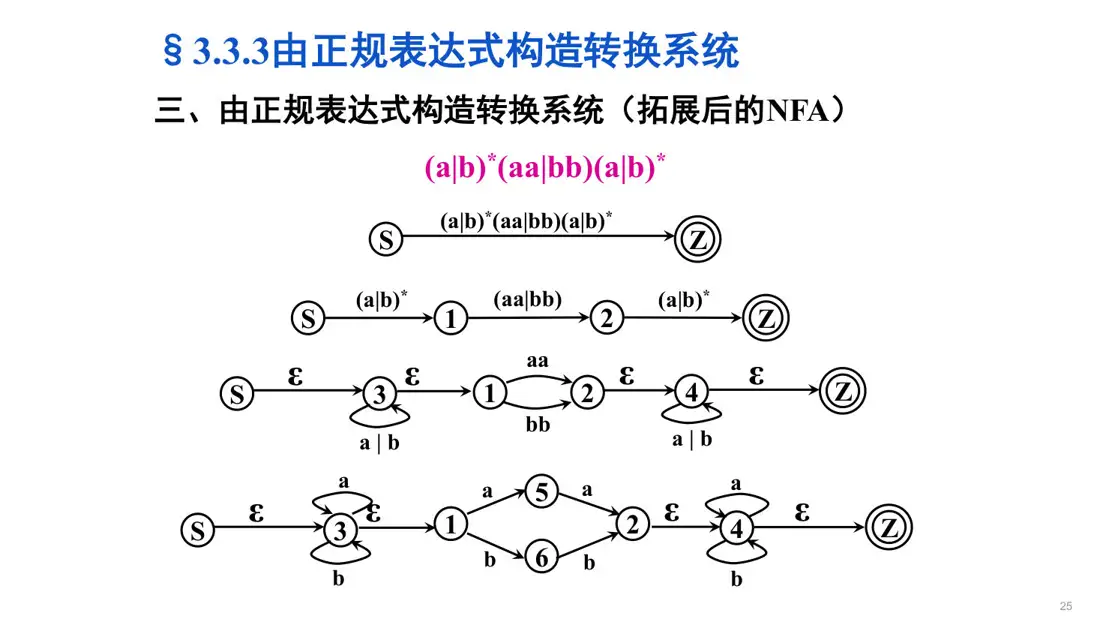 §3.3.3由正规表达式构造转换系统
三、由正规表达式构造转换系统（拓展后的NFA）
(a|b)*(aa|bb)(a|b)*
S (a|b)*(aa|bb)(a|b)* Z
S (a|b)* 1 (aa|bb) 2 (a|b)* Z
aa
S ε 3 ε 1 2 ε 4 ε Z
a | b bb a | b
a a 5 a a
S ε 3 ε 1 2 ε 4 ε Z
b b 6 b b
25